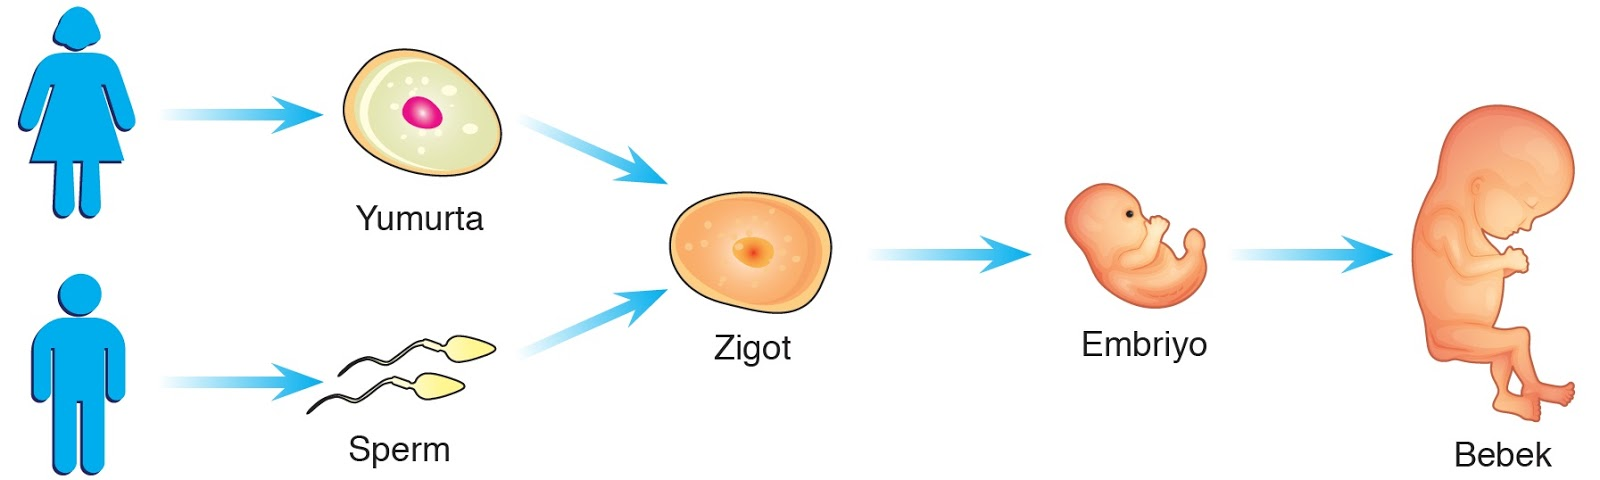 Yumurta
Sperm
Zigot
Embriyo
Bebek